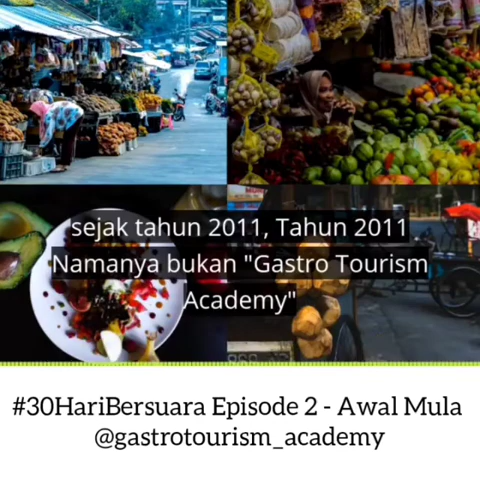 sejak tahun 2011, Tahun 2011
Namanya bukan "Gastro Tourism
Academy"
#30HariBersuara Episode 2 - Awal Mula
@gastrotourism_academy